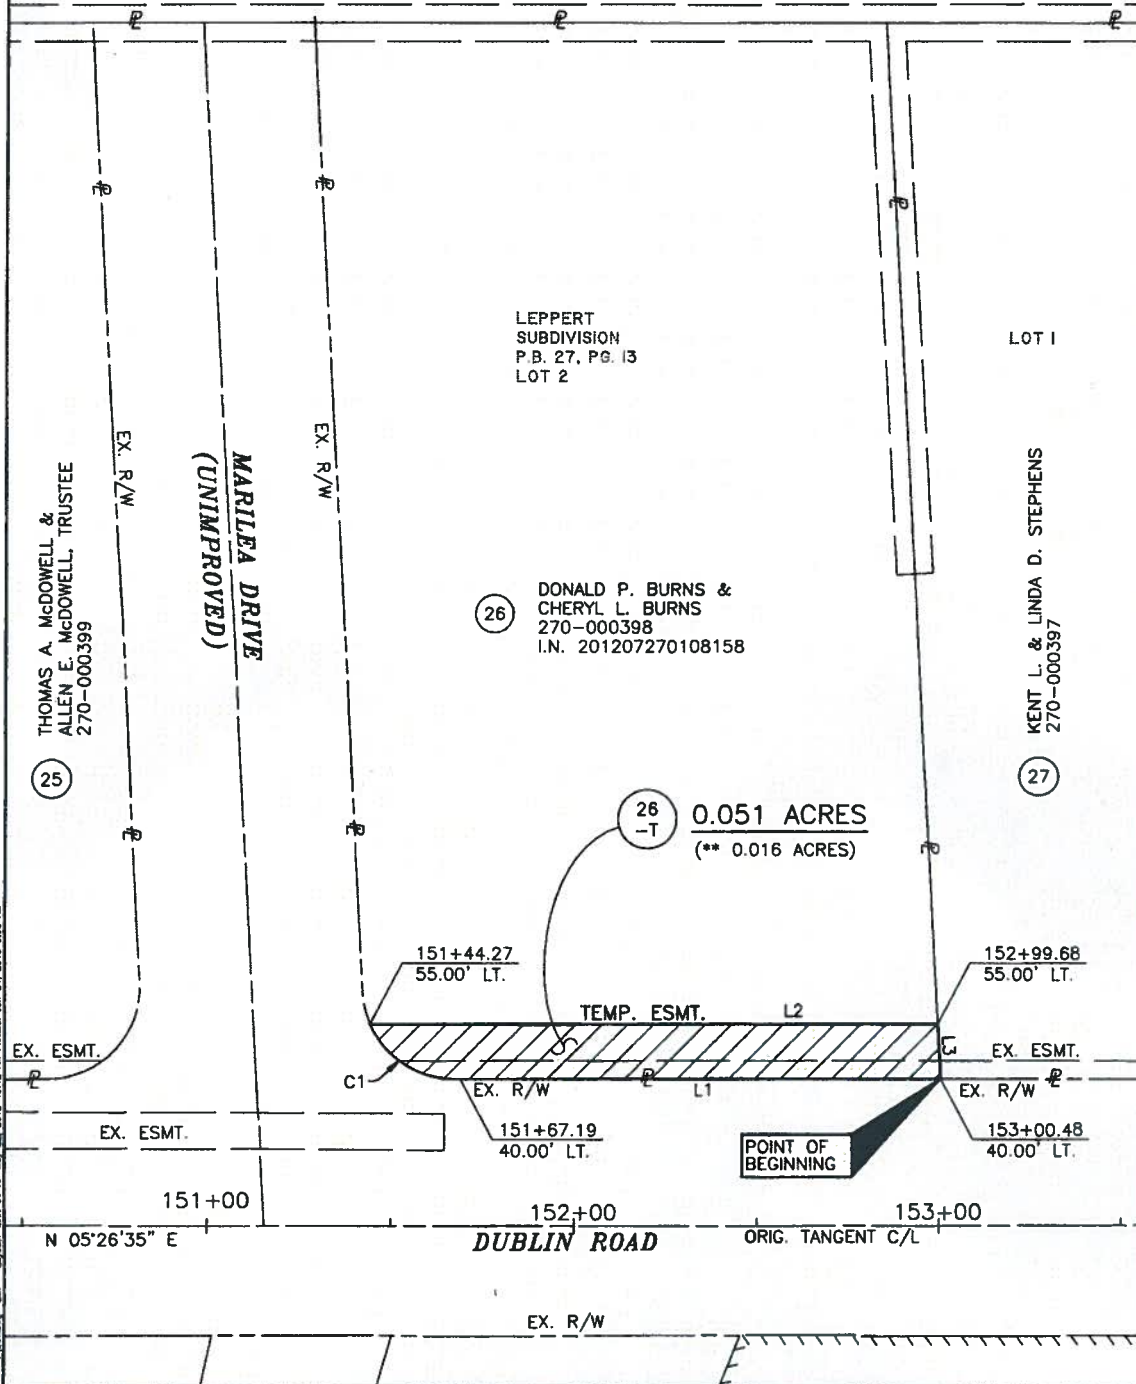 LEPPERT
SUBDIVISION
P.B. 27, PG. 13
LOT 2
LOT 1
EX. R/W
EX. R/W
MARILEA DRIVE
(UNIMPROVED)
THOMAS A. McDOWELL &
ALLEN E. McDOWELL, TRUSTEE
270-000399
25
26
DONALD P. BURNS &
CHERYL L. BURNS
270-000398
I.N. 201207270108158
KENT L. & LINDA D. STEPHENS
270-000397
27
26
-T
0.051 ACRES
(** 0.016 ACRES)
151+44.27
55.00' LT.
152+99.68
55.00' LT.
TEMP. ESMT.
L2
L3
EX. ESMT.
EX. ESMT.
C1
EX. R/W
L1
EX. R/W
EX. ESMT.
151+67.19
40.00' LT.
POINT OF
BEGINNING
153+00.48
40.00' LT.
151+00
152+00
153+00
N 05°26'35" E
DUBLIN ROAD
ORIG. TANGENT C/L
EX. R/W